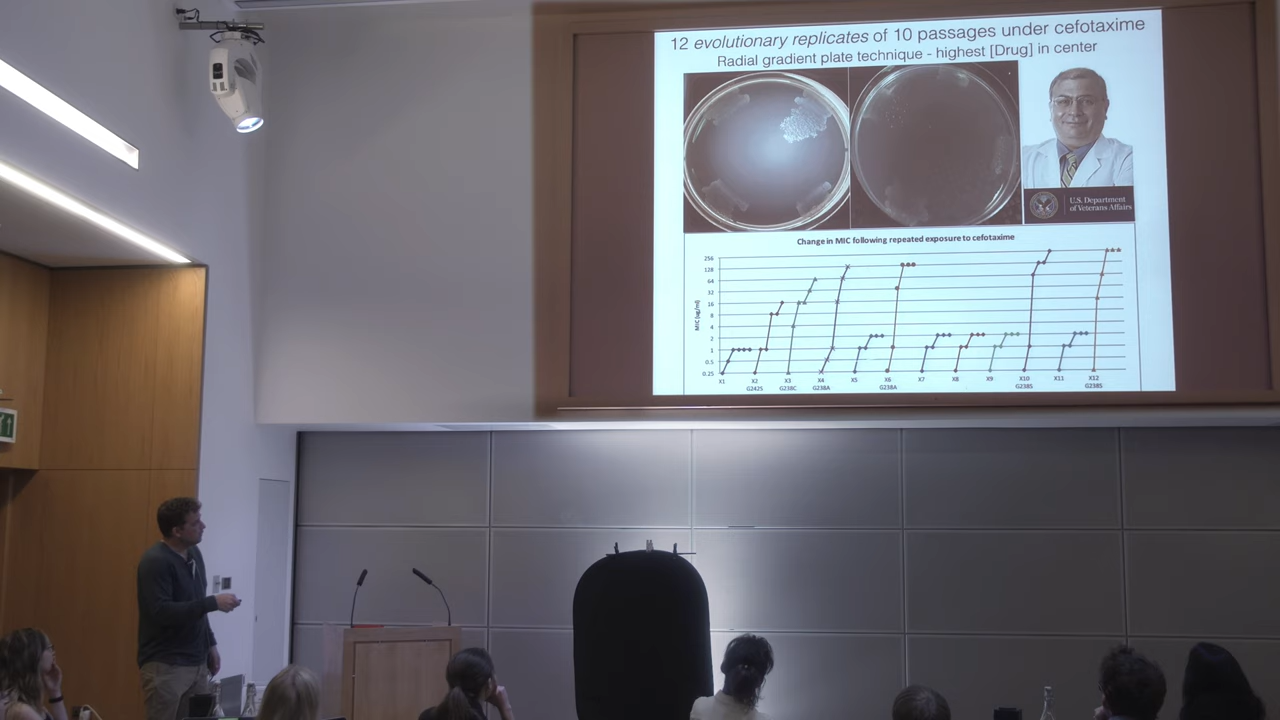 12 evolutionary replicates of 10 passages under cefotaxime
Radial gradient plate technique - highest [Drug] in center
U.S. Department
of Veterans Affairs
Change in MIC following repeated exposure to cefotaxime
MIC (ug/ml)
256
128
64
32
16
8
4
2
1
0.5
0.25
X1 X2 X3 X4 X5 X6 X7 X8 X9 X10 X11 X12
G242S G238C G238A G238A G238S G238S